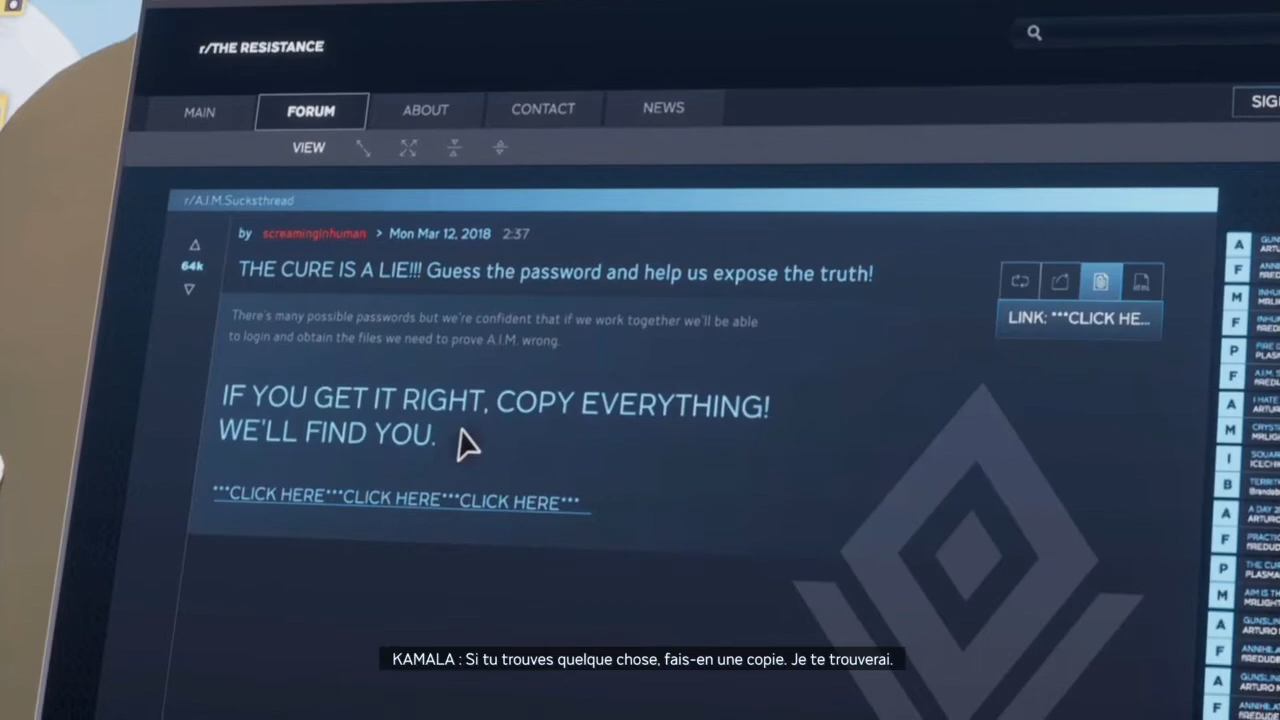 r/THE RESISTANCE
MAIN
FORUM
ABOUT
CONTACT
NEWS
VIEW
r/A.I.M.Sucksthread
by screamingInhuman > Mon Mar 12, 2018 2:37
64k
THE CURE IS A LIE!!! Guess the password and help us expose the truth!
There's many possible passwords but we're confident that if we work together we'll be able
to login and obtain the files we need to prove A.I.M. wrong.
LINK: ***CLICK HE...
IF YOU GET IT RIGHT, COPY EVERYTHING!
WE'LL FIND YOU.
***CLICK HERE***CLICK HERE***CLICK HERE***
A
F
M
F
P
F
A
M
I
B
A
F
P
M
A
F
A
F
KAMALA : Si tu trouves quelque chose, fais-en une copie. Je te trouverai.